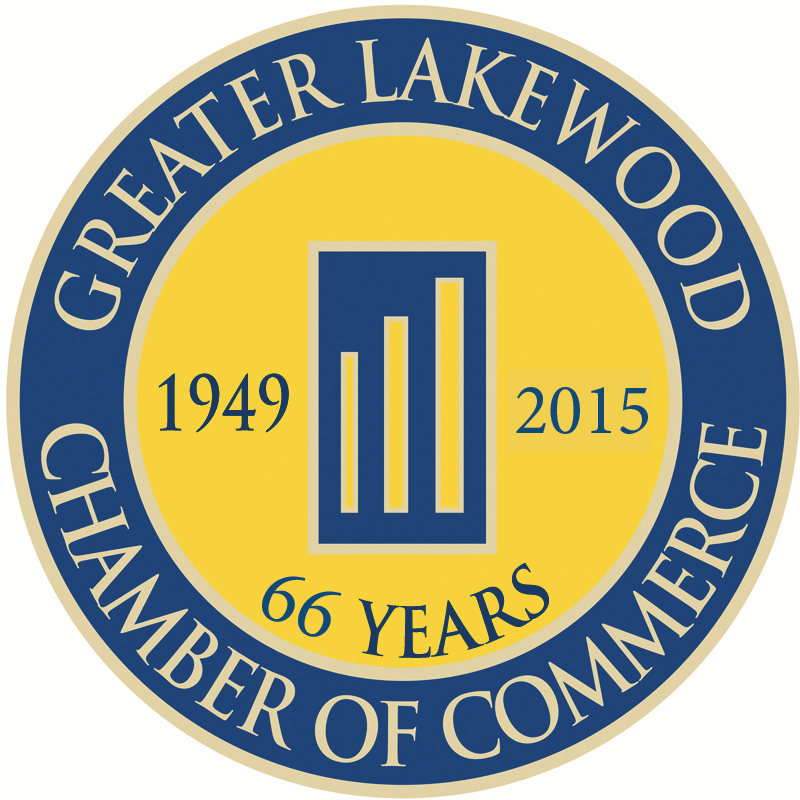 GREATER LAKEWOOD
1949
2015
66 YEARS
CHAMBER OF COMMERCE